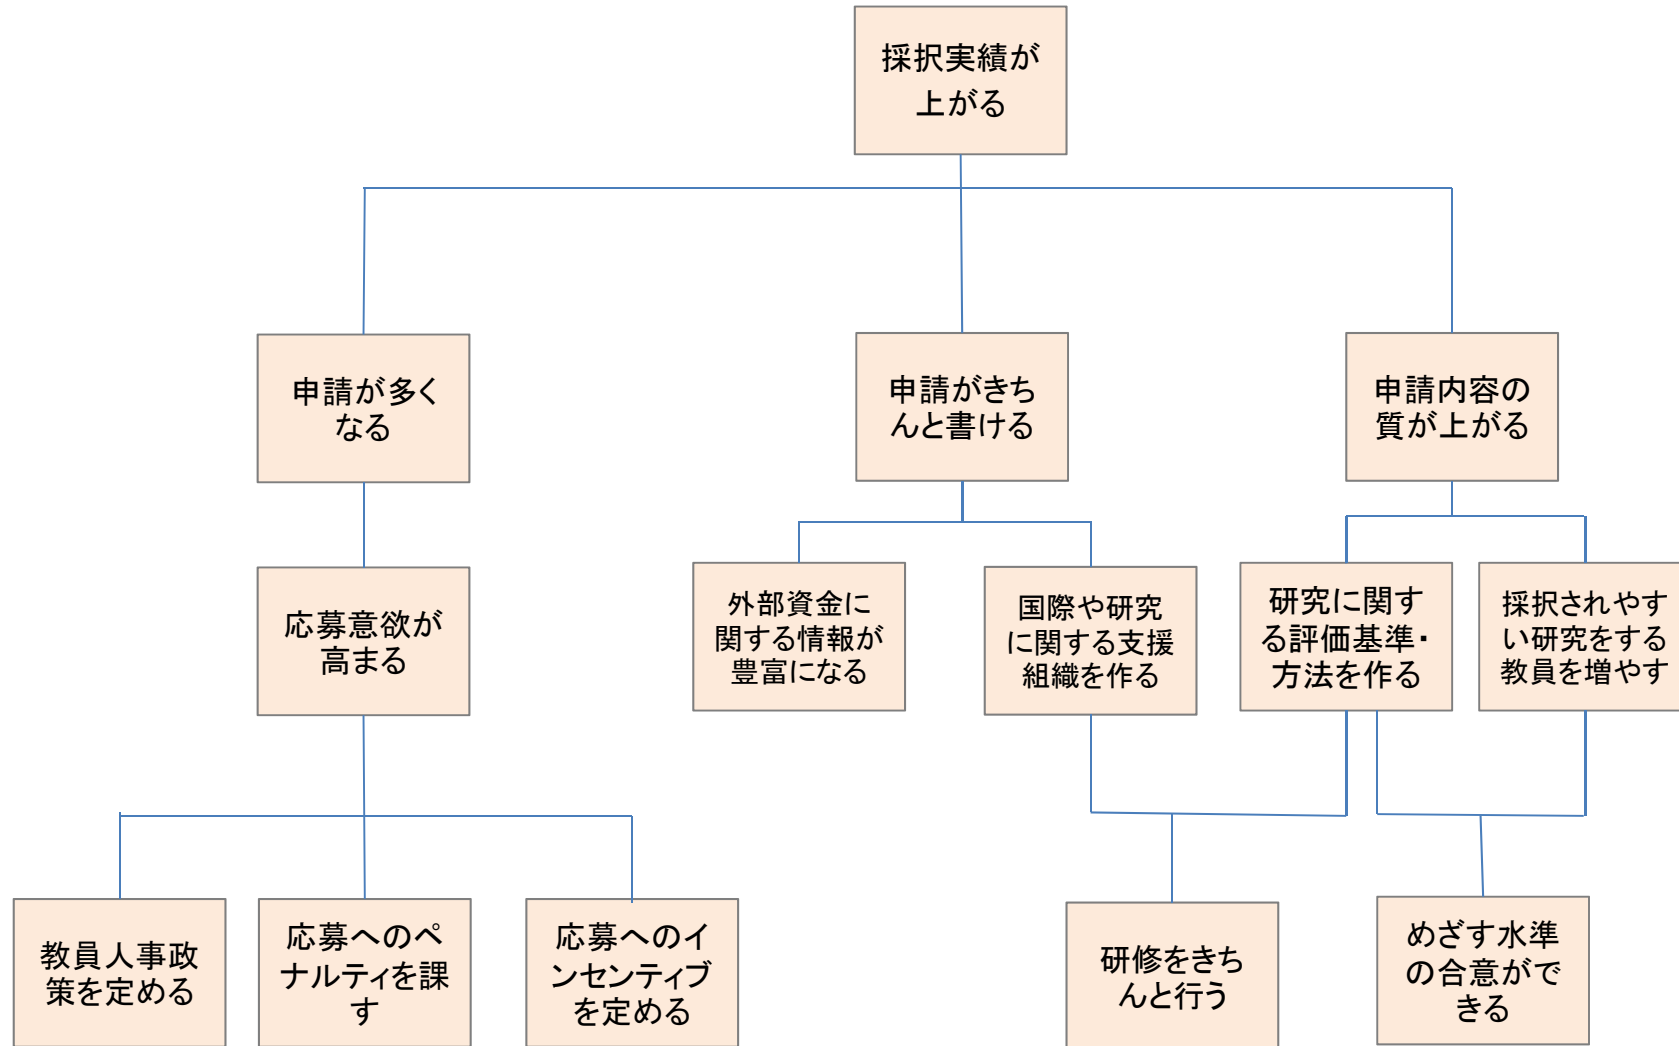 採択実績が
上がる
申請が多く
なる
申請がきち
んと書ける
申請内容の
質が上がる
応募意欲が
高まる
外部資金に
関する情報が
豊富になる
国際や研究
に関する支援
組織を作る
研究に関す
る評価基準・
方法を作る
採択されやす
い研究をする
教員を増やす
教員人事政
策を定める
応募へのペ
ナルティを課
す
応募へのイ
ンセンティブ
を定める
研修をきち
んと行う
めざす水準
の合意がで
きる